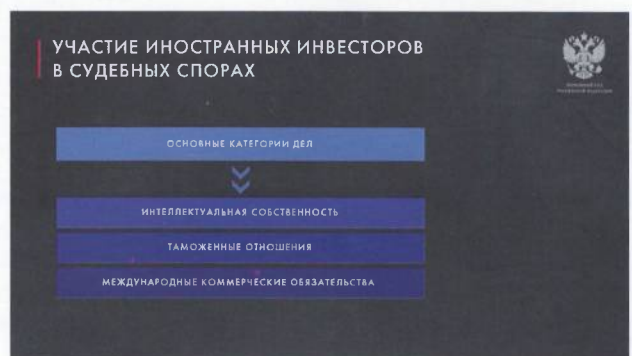 УЧАСТИЕ ИНОСТРАННЫХ ИНВЕСТОРОВ
В СУДЕБНЫХ СПОРАХ
ОСНОВНЫЕ КАТЕГОРИИ ДЕЛ
ИНТЕЛЛЕКТУАЛЬНАЯ СОБСТВЕННОСТЬ
ТАМОЖЕННЫЕ ОТНОШЕНИЯ
МЕЖДУНАРОДНЫЕ КОММЕРЧЕСКИЕ ОБЯЗАТЕЛЬСТВА